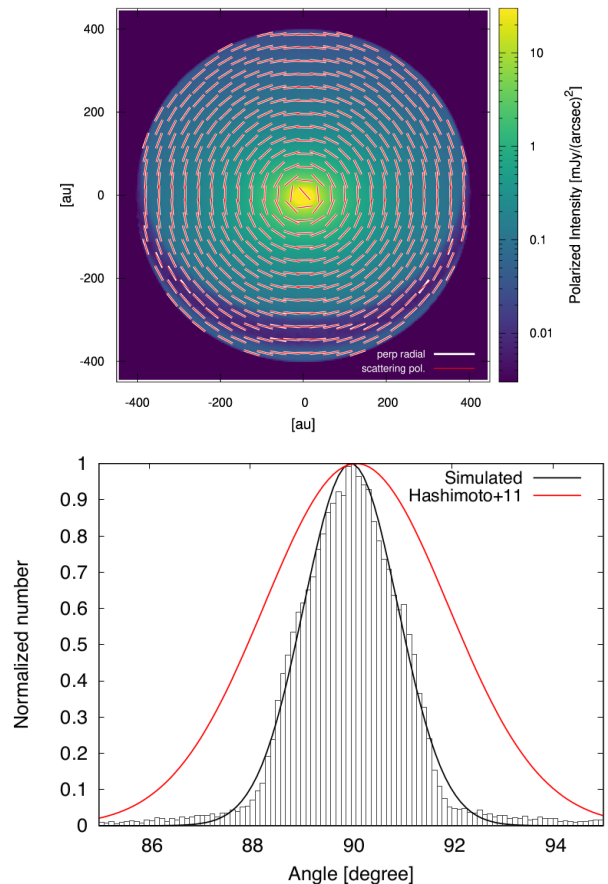 400
200
0
-200
-400
[au]
-400 -200 0 200 400
[au]
perp radial
scattering pol.
10
1
0.1
0.01
Polarized Intensity [mJy/(arcsec)²]
1
0.9
0.8
0.7
0.6
0.5
0.4
0.3
0.2
0.1
0
Normalized number
Simulated
Hashimoto+11
86 88 90 92 94
Angle [degree]